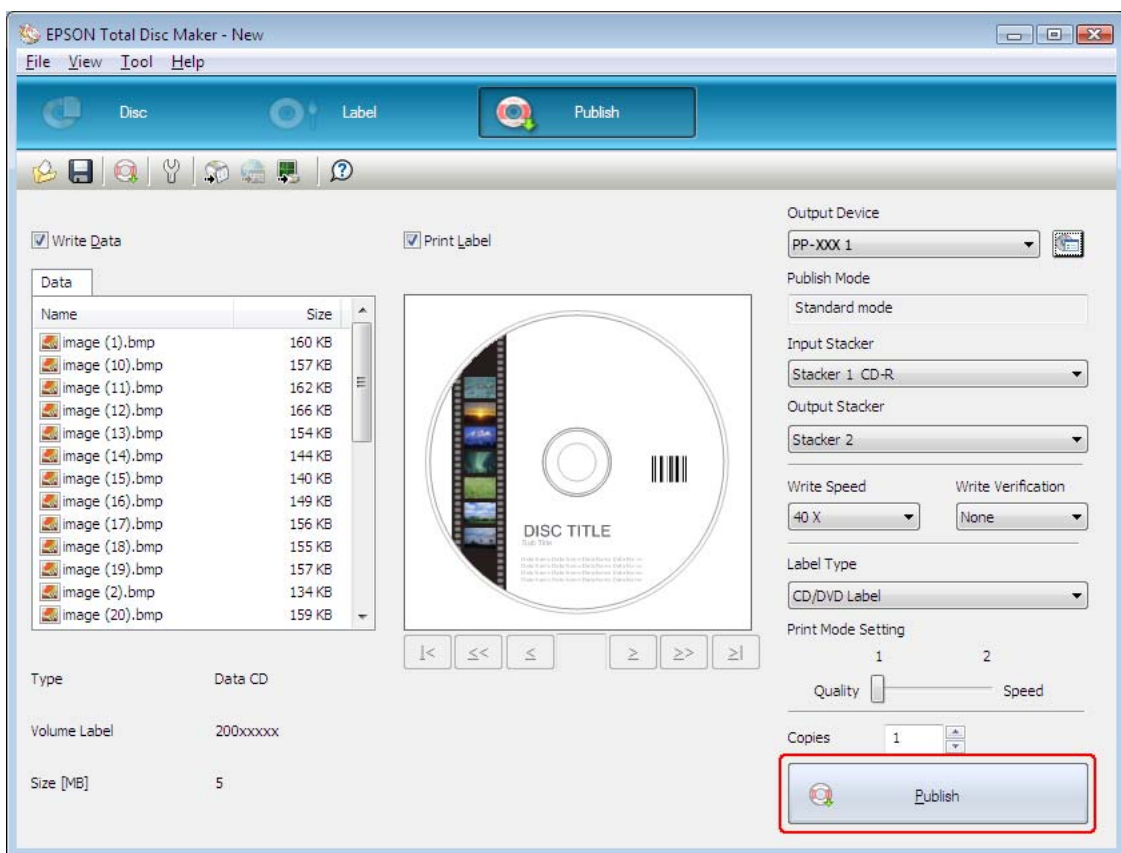 EPSON Total Disc Maker - New
File View Tool Help
Disc Label Publish
Write Data
Data
Name Size
image (1).bmp 160 KB
image (10).bmp 157 KB
image (11).bmp 162 KB
image (12).bmp 166 KB
image (13).bmp 154 KB
image (14).bmp 144 KB
image (15).bmp 140 KB
image (16).bmp 149 KB
image (17).bmp 156 KB
image (18).bmp 155 KB
image (19).bmp 157 KB
image (2).bmp 134 KB
image (20).bmp 159 KB
Type Data CD
Volume Label 200xxxxx
Size [MB] 5
Print Label
DISC TITLE
Sub Title
|< << < > >> >|
Output Device
PP-XXX 1
Publish Mode
Standard mode
Input Stacker
Stacker 1 CD-R
Output Stacker
Stacker 2
Write Speed Write Verification
40 X None
Label Type
CD/DVD Label
Print Mode Setting
1 2
Quality Speed
Copies 1
Publish